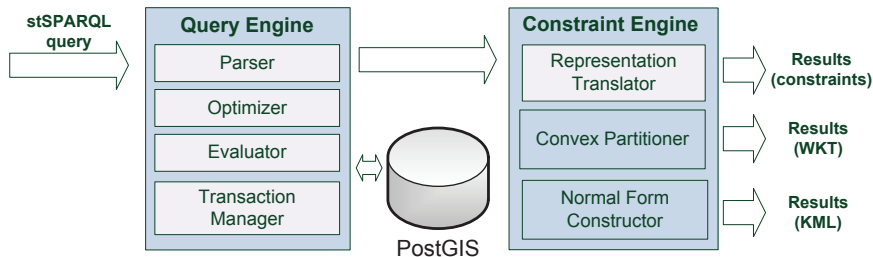 stSPARQL
query
Query Engine
Parser
Optimizer
Evaluator
Transaction
Manager
PostGIS
Constraint Engine
Representation
Translator
Convex Partitioner
Normal Form
Constructor
Results
(constraints)
Results
(WKT)
Results
(KML)